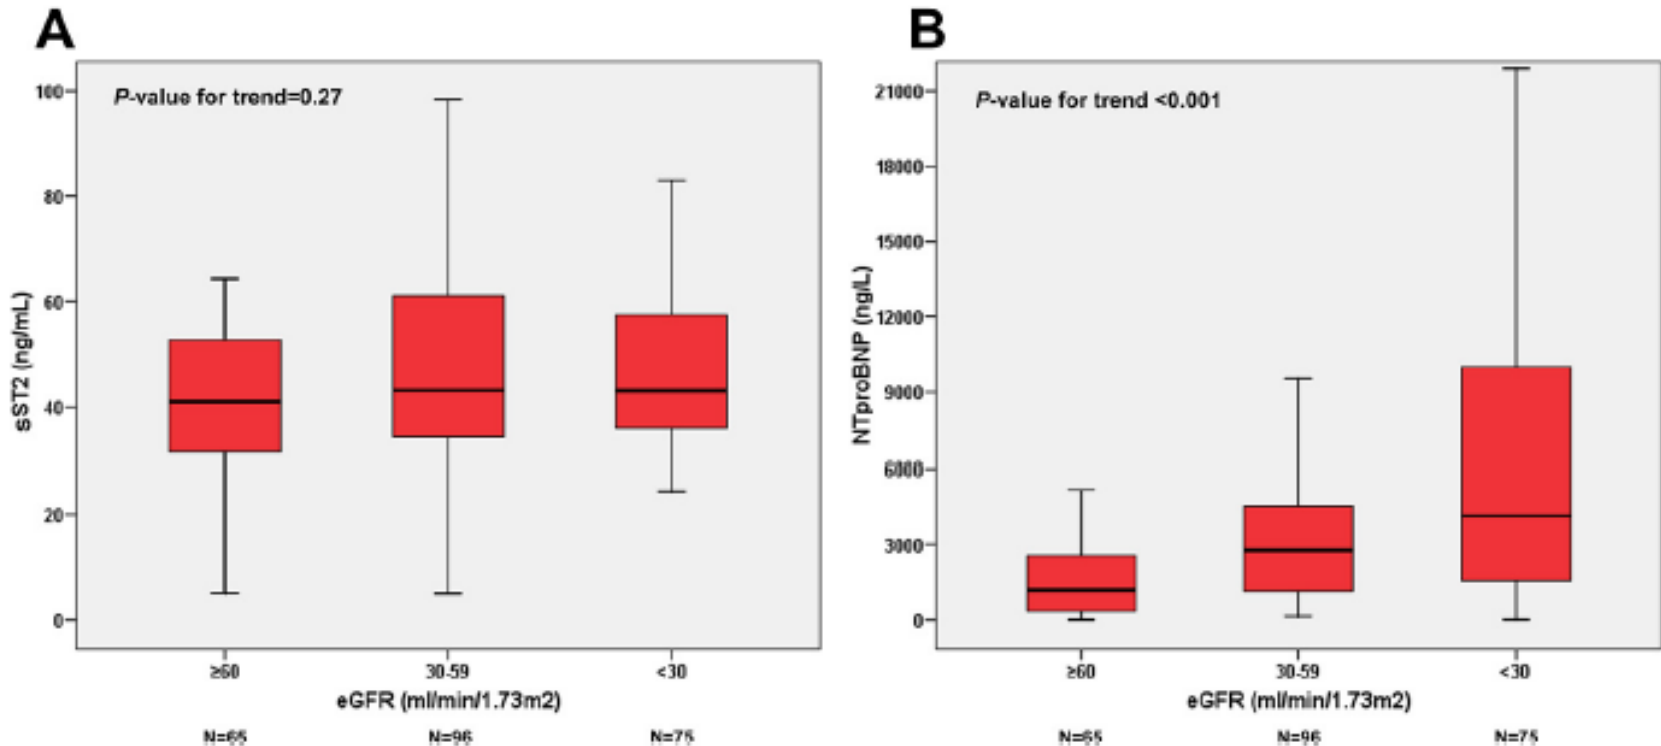 A
P-value for trend=0.27
100
80
60
40
20
0
sST2 (ng/mL)
≥60
30-59
<30
eGFR (ml/min/1.73m2)
N=65
N=96
N=75
B
P-value for trend <0.001
21000
18000
15000
12000
9000
6000
3000
0
NTproBNP (ng/L)
≥60
30-59
<30
eGFR (ml/min/1.73m2)
N=65
N=96
N=75